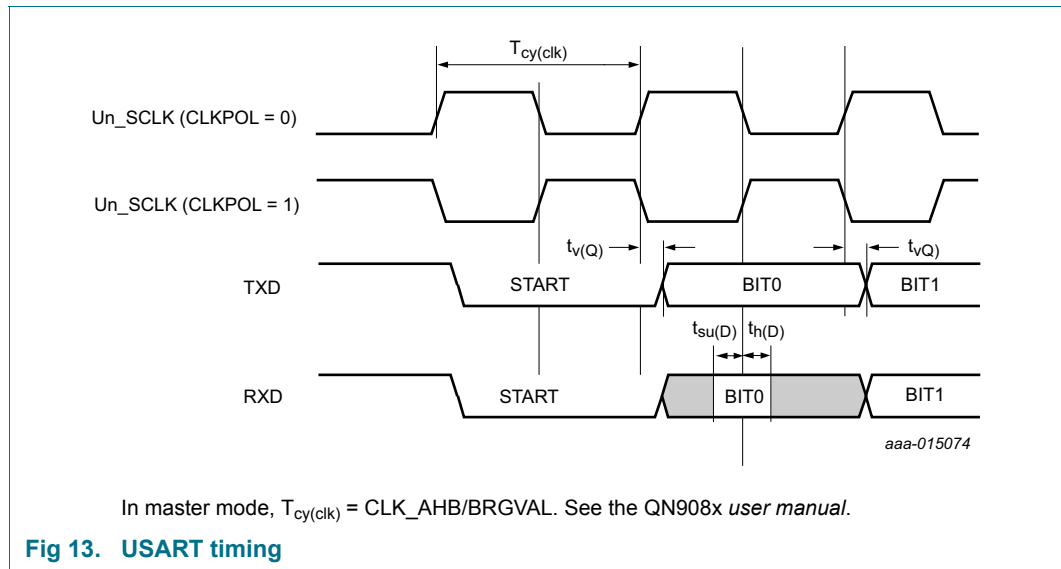 Tcy(clk)
Un_SCLK (CLKPOL = 0)
Un_SCLK (CLKPOL = 1)
tv(Q)
tvQ)
TXD
START
BIT0
BIT1
tsu(D)
th(D)
RXD
START
BIT0
BIT1
aaa-015074
In master mode, Tcy(clk) = CLK_AHB/BRGVAL. See the QN908x user manual.
Fig 13. USART timing